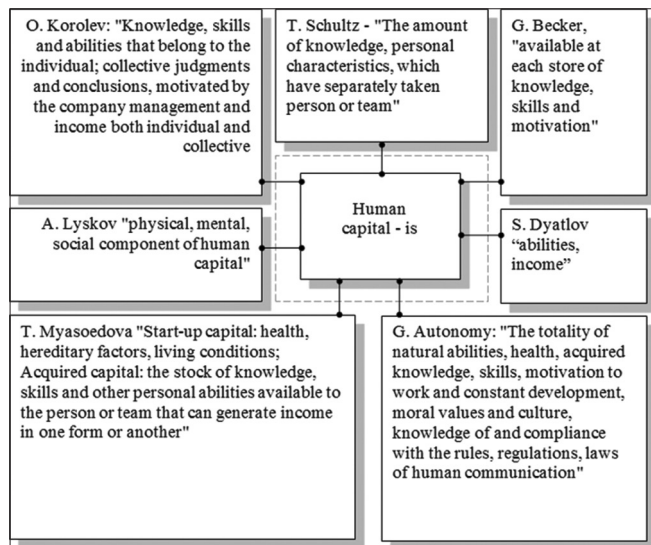 O. Korolev: "Knowledge, skills
and abilities that belong to the
individual; collective judgments
and conclusions, motivated by
the company management and
income both individual and
collective
T. Schultz - "The amount
of knowledge, personal
characteristics, which
have separately taken
person or team"
G. Becker,
"available at
each store of
knowledge,
skills and
motivation"
Human
capital - is
A. Lyskov "physical, mental,
social component of human
capital"
S. Dyatlov
“abilities,
income”
T. Myasoedova "Start-up capital: health,
hereditary factors, living conditions;
Acquired capital: the stock of knowledge,
skills and other personal abilities available to
the person or team that can generate income
in one form or another"
G. Autonomy: "The totality of
natural abilities, health, acquired
knowledge, skills, motivation to
work and constant development,
moral values and culture,
knowledge of and compliance
with the rules, regulations, laws
of human communication"